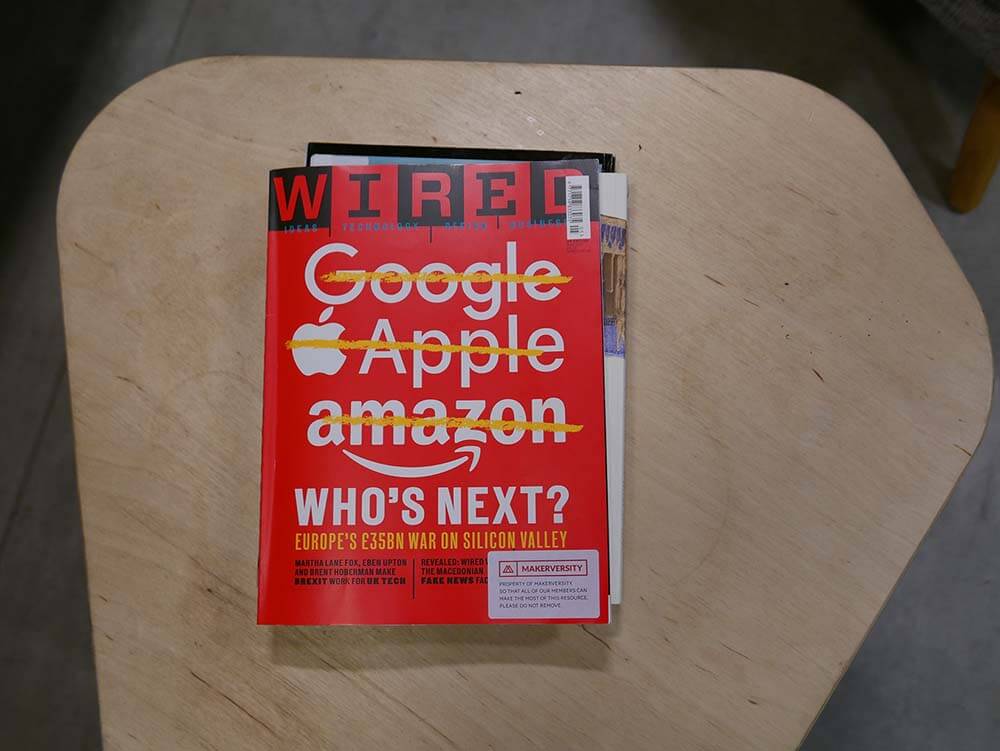 WIRED
IDEAS TECHNOLOGY DESIGN BUSINESS
Google
Apple
amazon
WHO'S NEXT?
EUROPE'S £35BN WAR ON SILICON VALLEY
MARTHA LANE FOX, EBEN UPTON
AND BRENT HOBERMAN MAKE
BREXIT WORK FOR UK TECH
REVEALED: WIRED
THE MACEDONIAN
FAKE NEWS
MAKERVERSITY
PROPERTY OF MAKERVERSITY.
SO THAT ALL OF OUR MEMBERS CAN
MAKE THE MOST OF THIS RESOURCE,
PLEASE DO NOT REMOVE